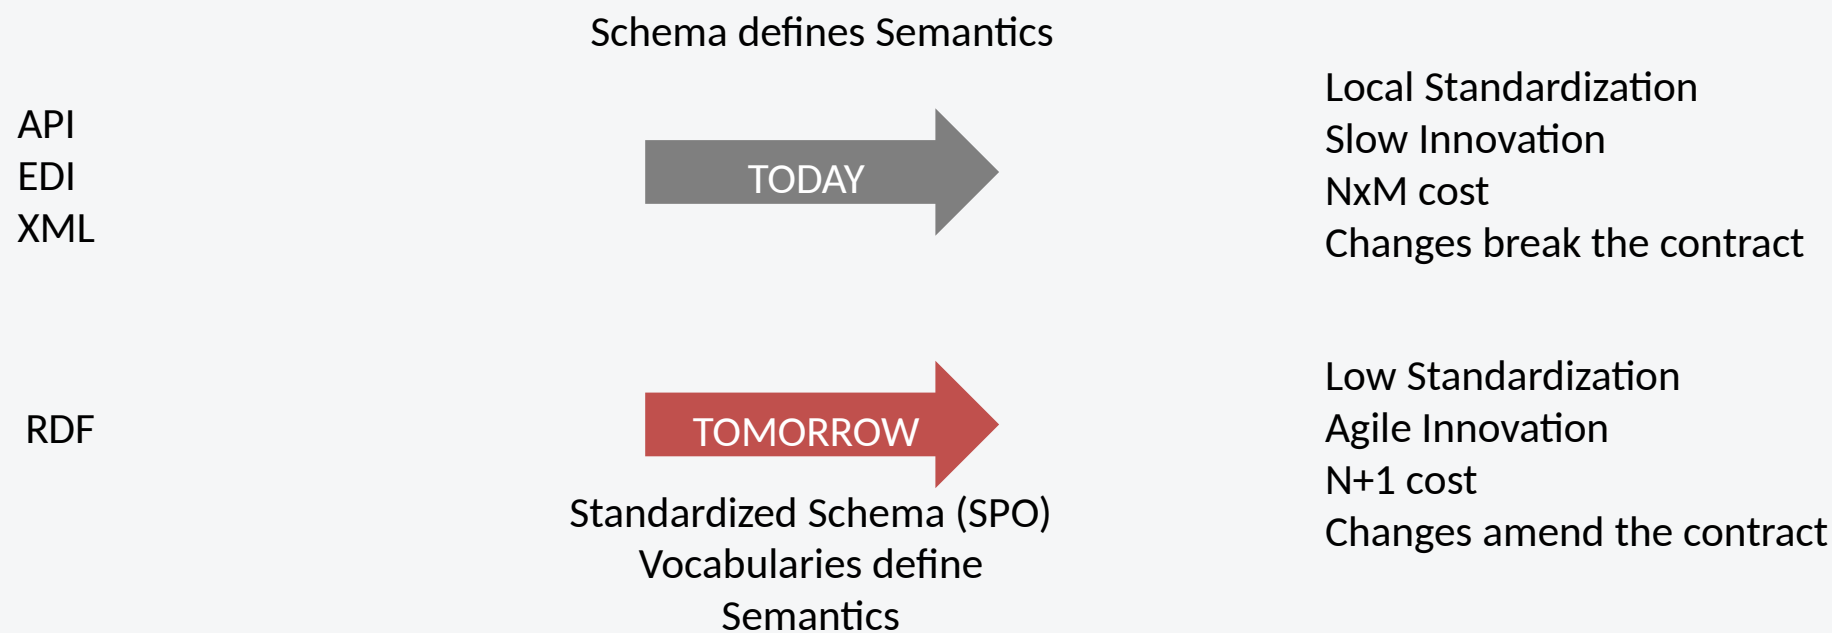 Schema defines Semantics
API
EDI
XML
TODAY
Local Standardization
Slow Innovation
NxM cost
Changes break the contract
RDF
TOMORROW
Standardized Schema (SPO)
Vocabularies define
Semantics
Low Standardization
Agile Innovation
N+1 cost
Changes amend the contract